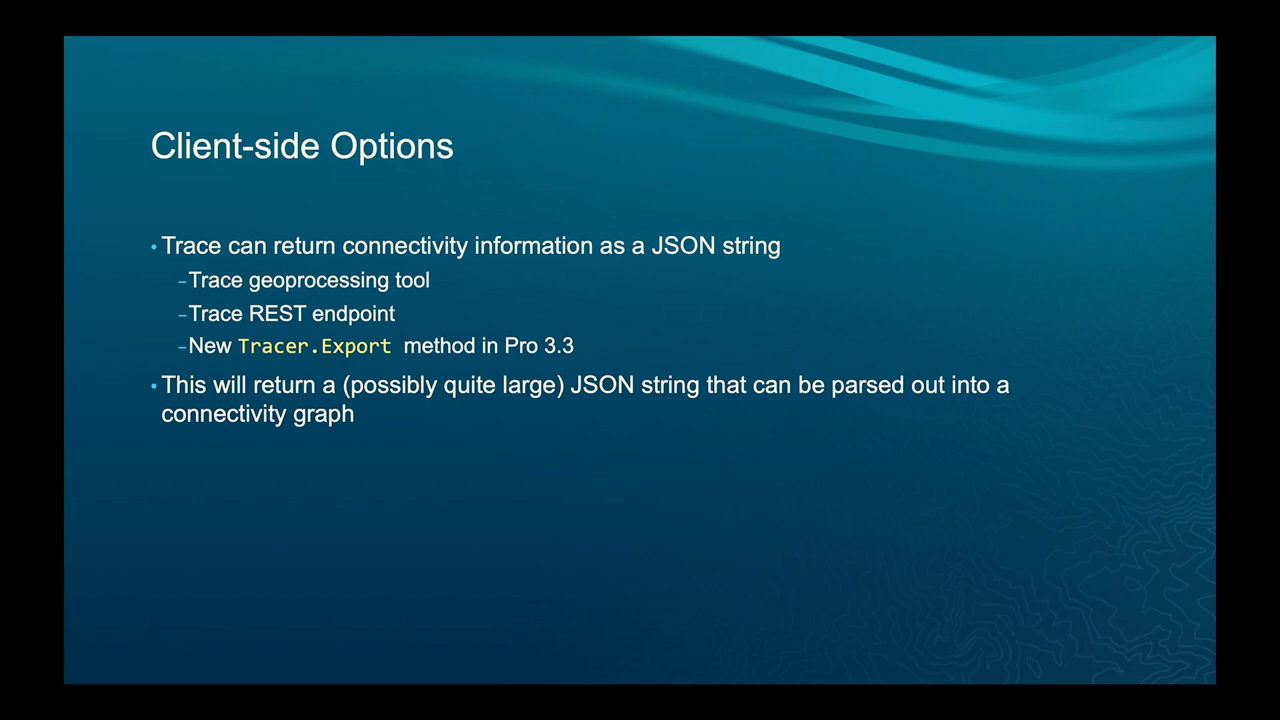 Client-side Options
• Trace can return connectivity information as a JSON string
–Trace geoprocessing tool
–Trace REST endpoint
–New Tracer.Export method in Pro 3.3
• This will return a (possibly quite large) JSON string that can be parsed out into a
connectivity graph